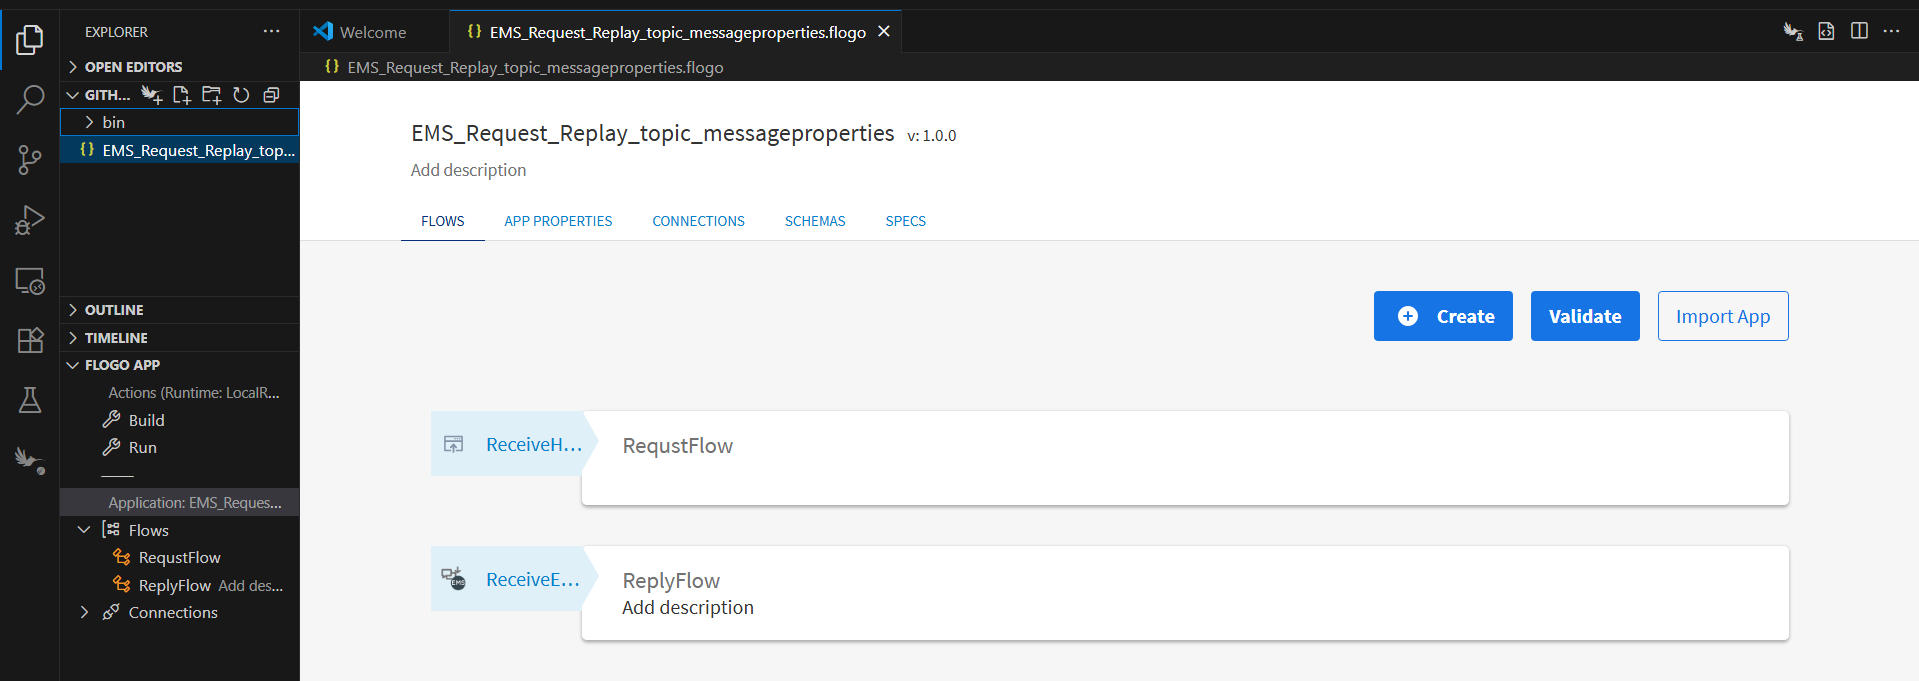 EXPLORER
OPEN EDITORS
GITH...
bin
EMS_Request_Replay_top...
OUTLINE
TIMELINE
FLOGO APP
Actions (Runtime: LocalR...
Build
Run
Application: EMS_Reques...
Flows
RequstFlow
ReplyFlow Add des...
Connections
Welcome
EMS_Request_Replay_topic_messageproperties.flogo
EMS_Request_Replay_topic_messageproperties.flogo
EMS_Request_Replay_topic_messageproperties v: 1.0.0
Add description
FLOWS APP PROPERTIES CONNECTIONS SCHEMAS SPECS
Create Validate Import App
ReceiveH... RequstFlow
EMS
ReceiveE... ReplyFlow
Add description